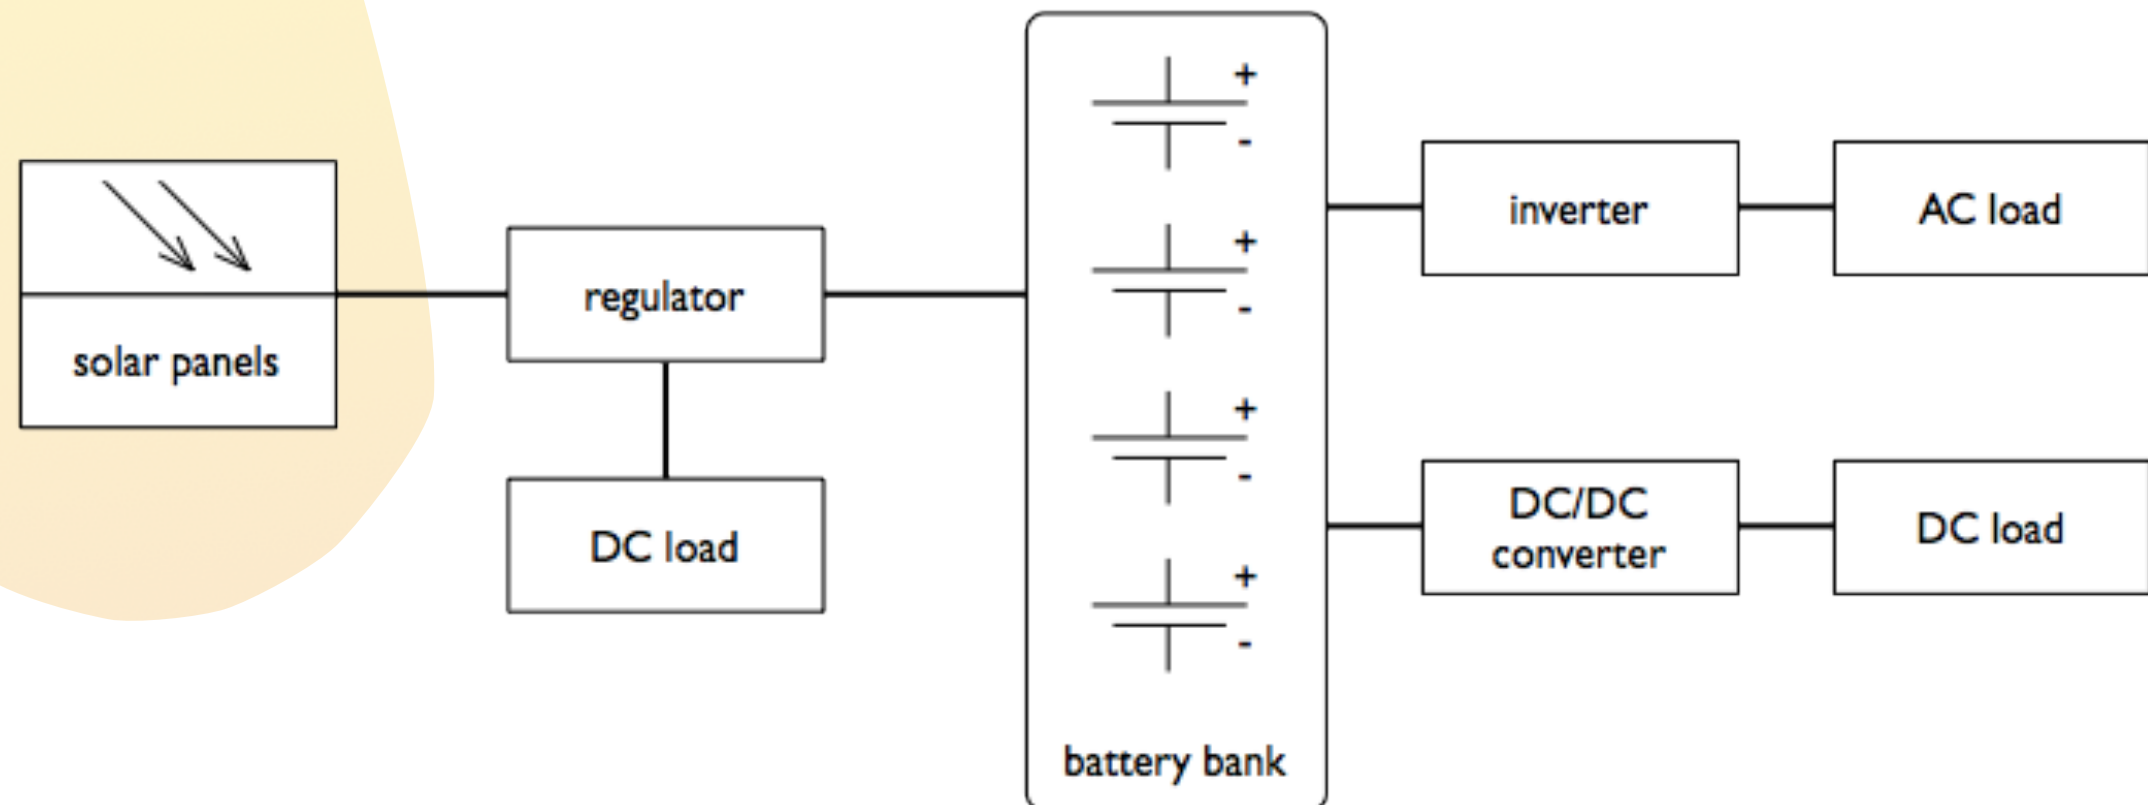 solar panels
regulator
DC load
+
-
+
-
+
-
+
-
battery bank
inverter
AC load
DC/DC
converter
DC load